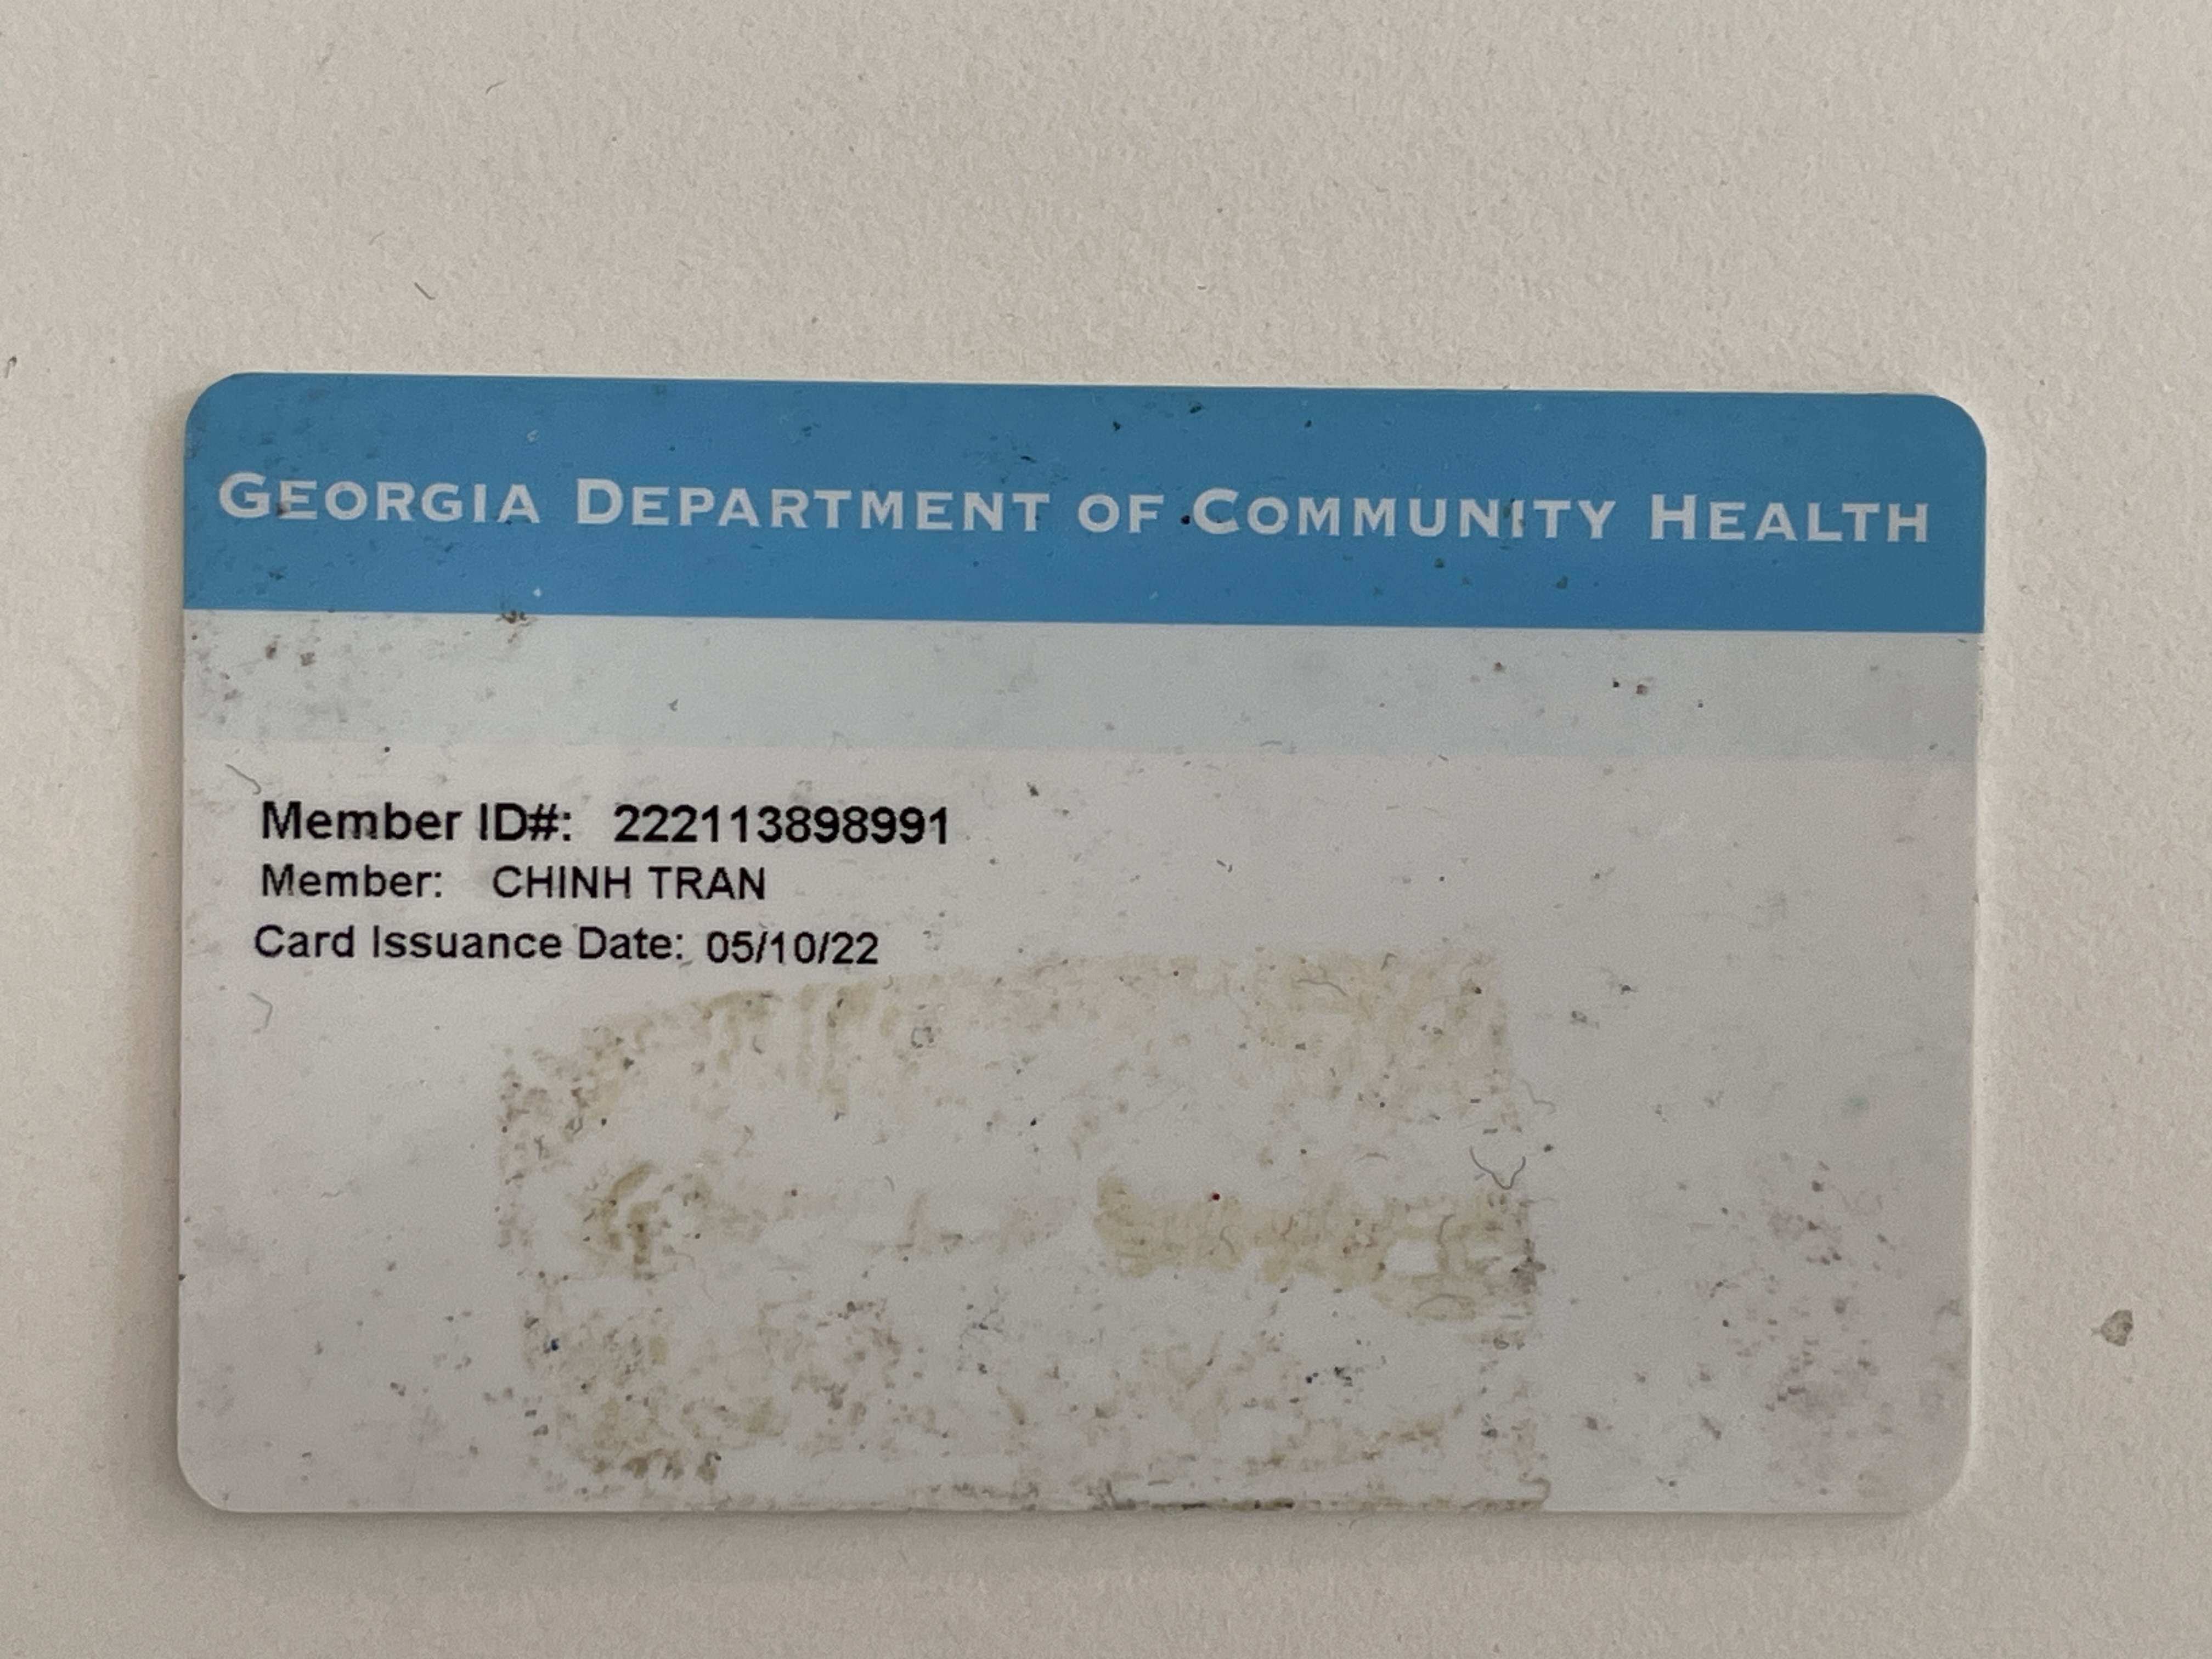 GEORGIA DEPARTMENT OF COMMUNITY HEALTH
Member ID#: 222113898991
Member: CHINH TRAN
Card Issuance Date: 05/10/22